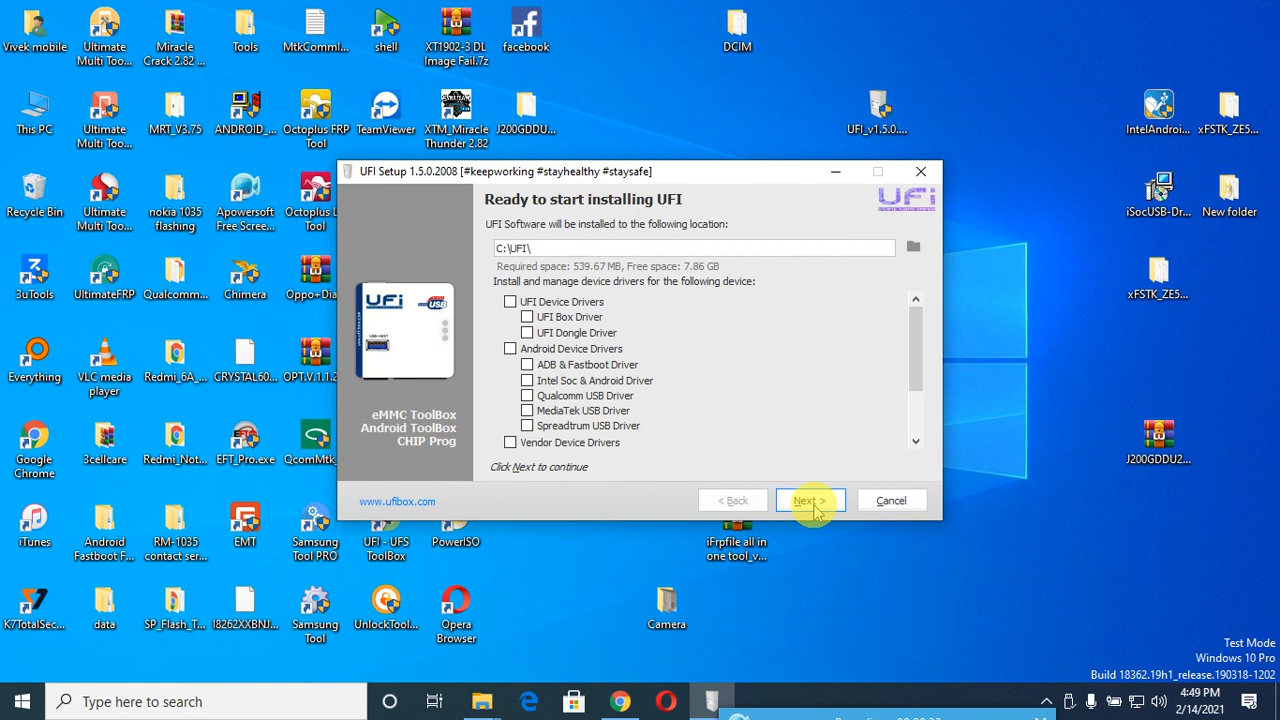 Vivek mobile
Ultimate
Multi Too...
Miracle
Crack 2.82 ...
Tools
MtkComml...
shell
XT1902-3 DL
Image Fail.7z
facebook
DCIM
This PC
Ultimate
Multi Too...
MRT_V3.75
ANDROID_...
Octoplus FRP
Tool
TeamViewer
XTM_Miracle
Thunder 2.82
J200GDDU...
UFI_v1.5.0....
IntelAndroi...
xFSTK_ZE5...
Recycle Bin
Ultimate
Multi Too...
nokia 1035
flashing
Apowersoft
Free Screen...
Octoplus L
Tool
iSocUSB-Dr...
New folder
3uTools
UltimateFRP
Qualcomm...
Chimera
Oppo+Dia
xFSTK_ZE5...
Everything
VLC media
player
Redmi_6A_...
CRYSTAL60...
OPT.V.1.1.2
Google
Chrome
3cellcare
Redmi_Not...
EFT_Pro.exe
QcomMtk_
J200GDDU2...
iTunes
Android
Fastboot F...
RM-1035
contact ser...
EMT
Samsung
Tool PRO
UFI - UFS
ToolBox
PowerISO
iFrpfile all in
one tool_v...
K7TotalSec...
data
SP_Flash_T...
I8262XXBNJ...
Samsung
Tool
UnlockTool...
Opera
Browser
Camera
UFI Setup 1.5.0.2008 [#keepworking #stayhealthy #staysafe]
Ready to start installing UFI
UFi
UFI Software will be installed to the following location:
C:\UFI\
Required space: 539.67 MB, Free space: 7.86 GB
Install and manage device drivers for the following device:
UFI Device Drivers
UFI Box Driver
UFI Dongle Driver
Android Device Drivers
ADB & Fastboot Driver
Intel Soc & Android Driver
Qualcomm USB Driver
MediaTek USB Driver
Spreadtrum USB Driver
Vendor Device Drivers
UFi
USB
eMMC ToolBox
Android ToolBox
CHIP Prog
Click Next to continue
www.ufibox.com
< Back
Next >
Cancel
Test Mode
Windows 10 Pro
Build 18362.19h1_release.190318-1202
Type here to search
4:49 PM
2/14/2021